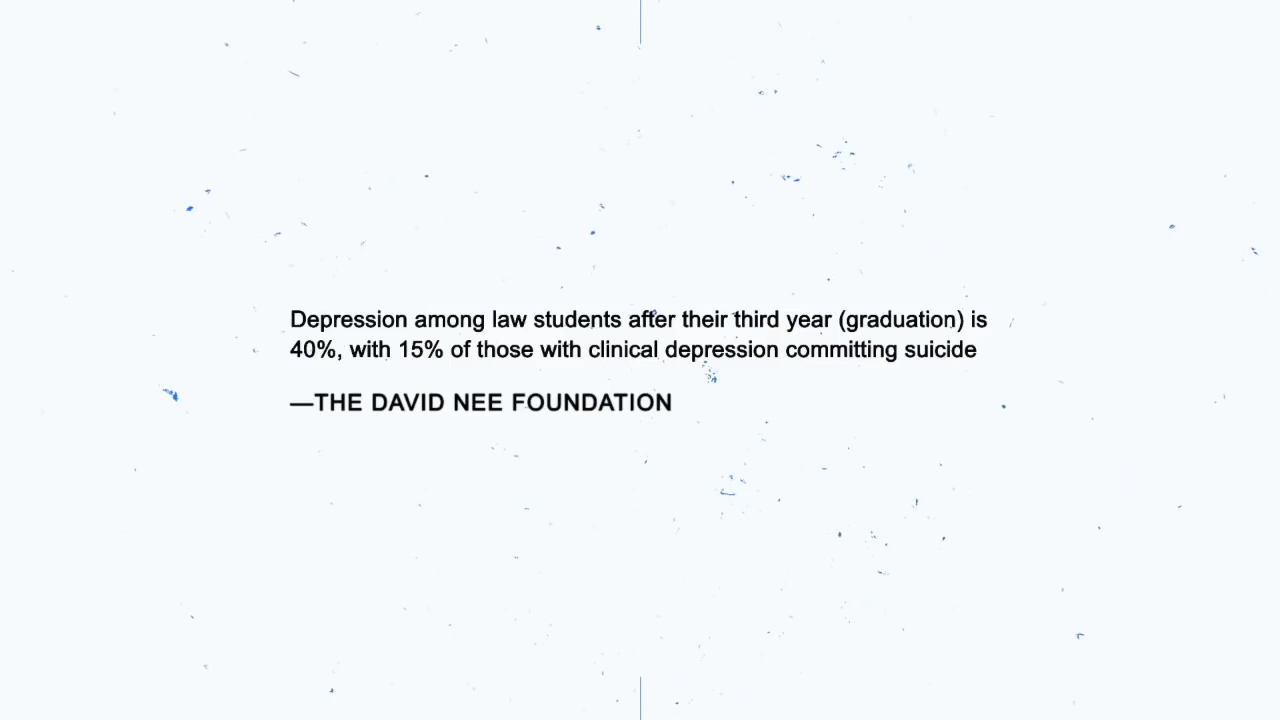 Depression among law students after their third year (graduation) is
40%, with 15% of those with clinical depression committing suicide
—THE DAVID NEE FOUNDATION